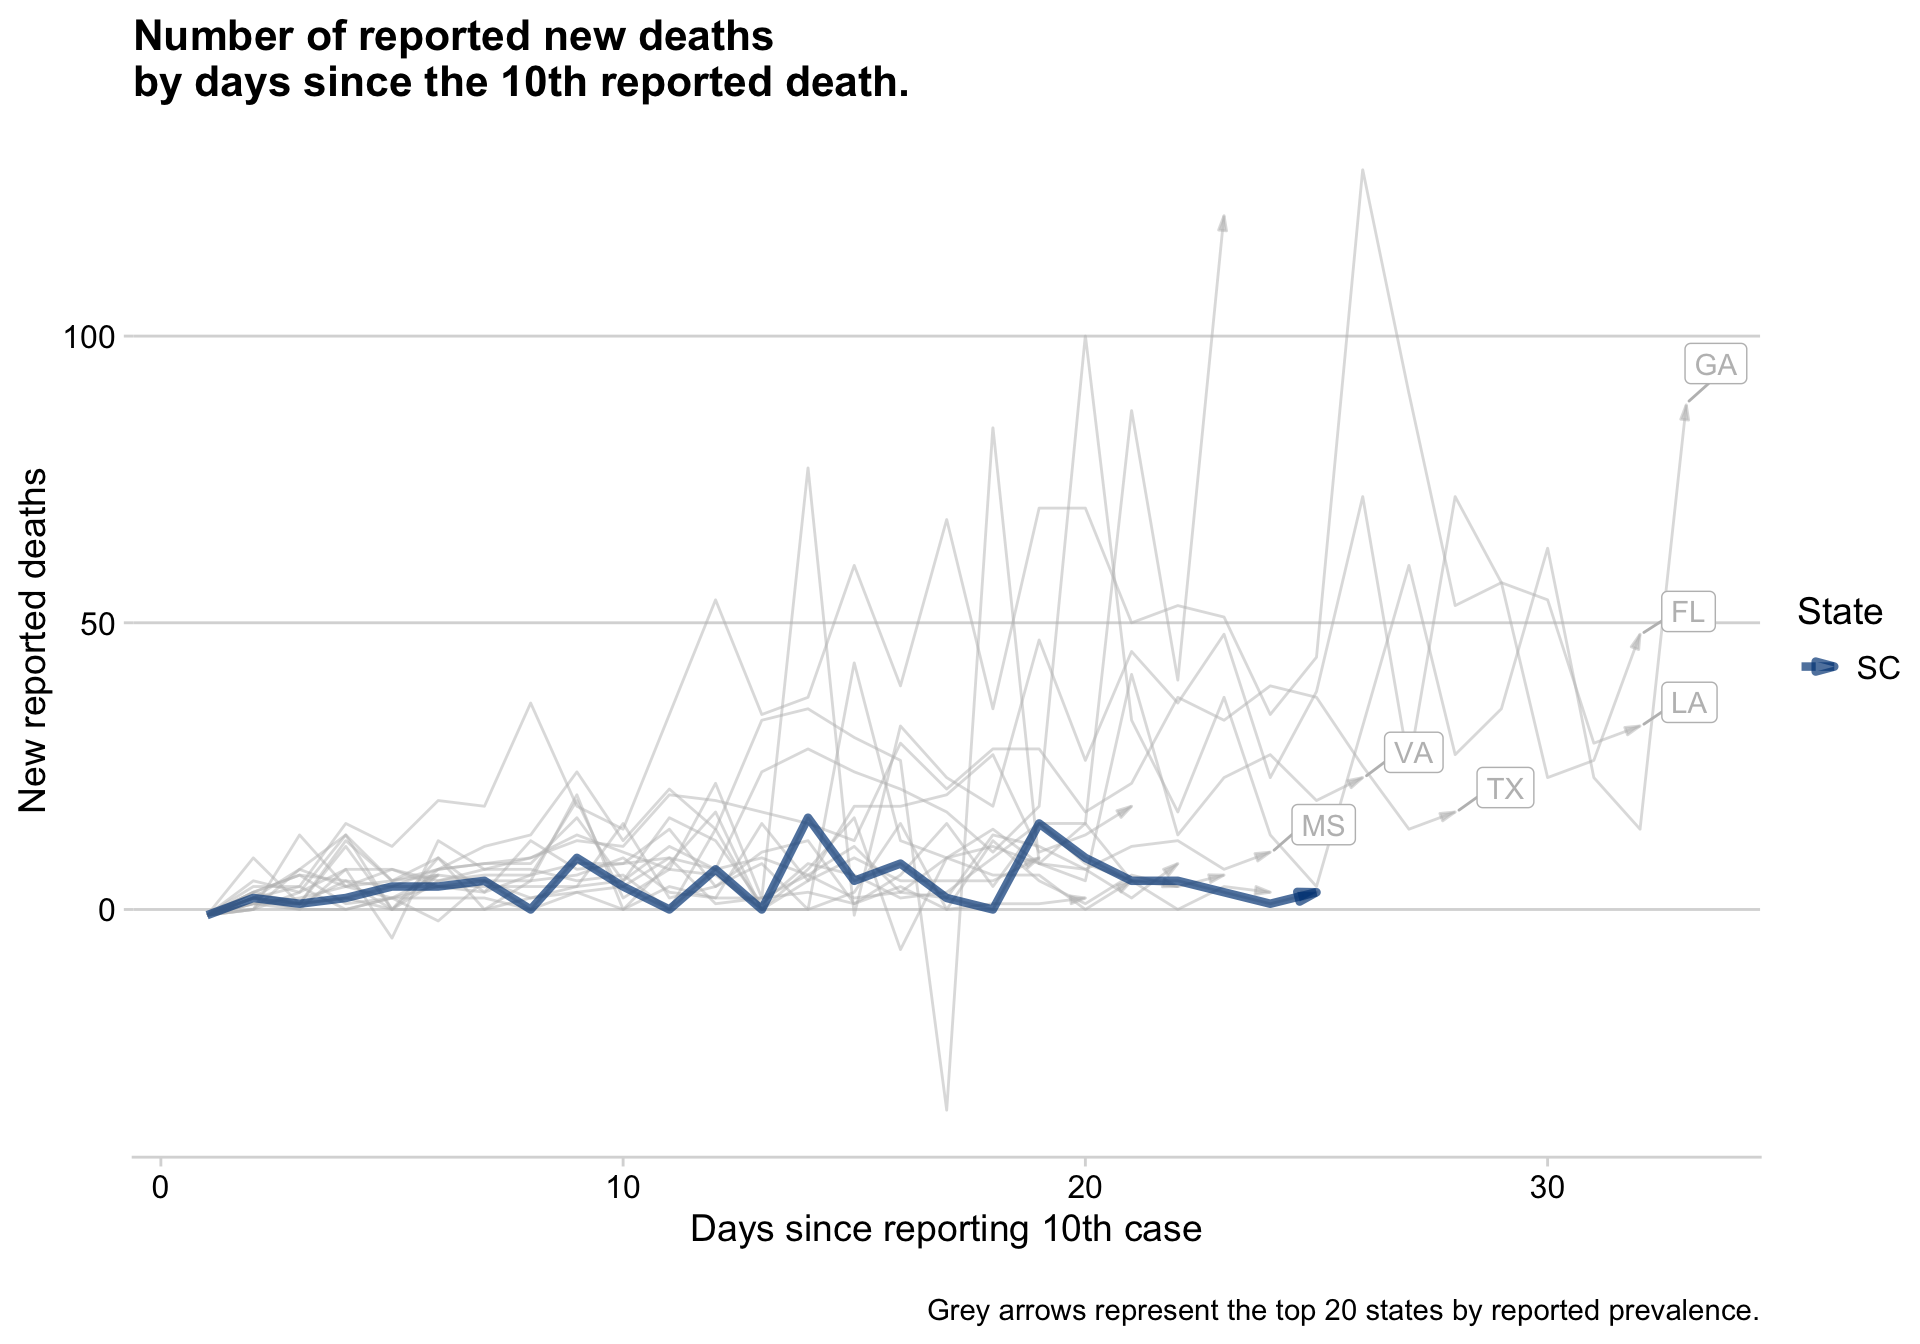 Number of reported new deaths
by days since the 10th reported death.
New reported deaths
100
50
0
GA
FL
LA
VA
TX
MS
State
SC
0 10 20 30
Days since reporting 10th case
Grey arrows represent the top 20 states by reported prevalence.